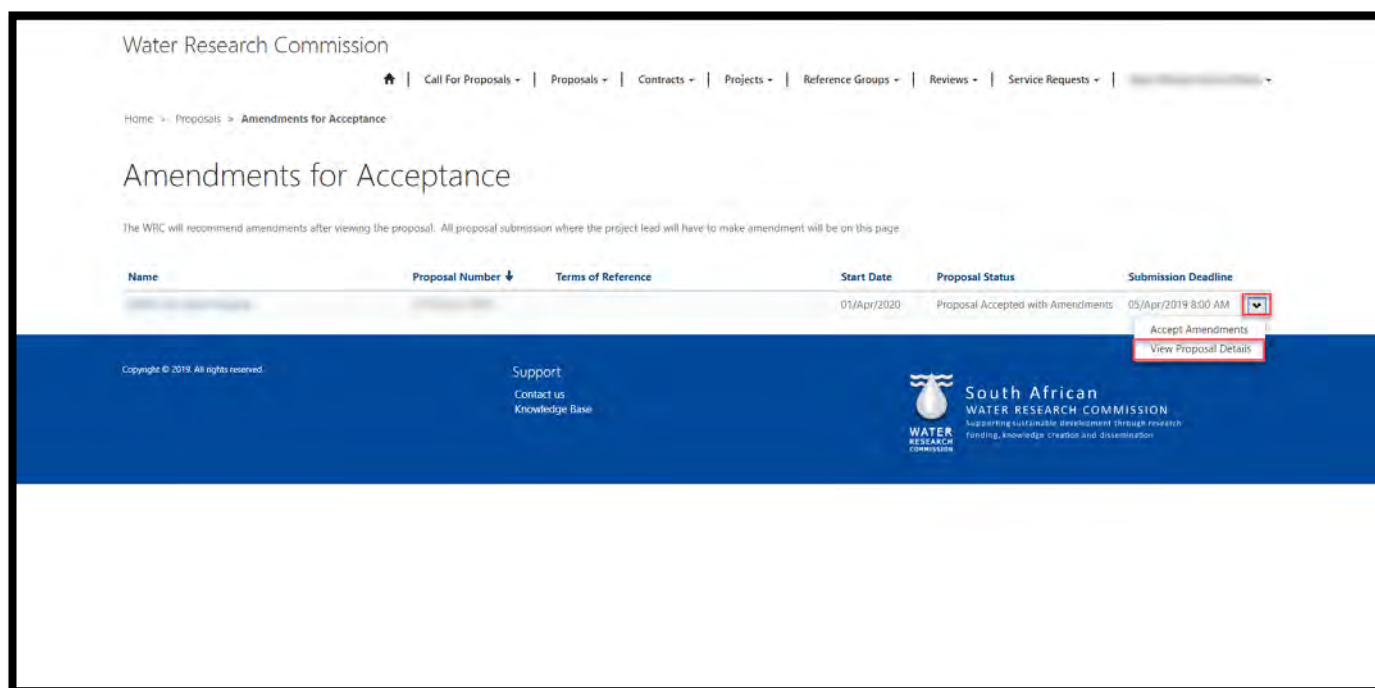 Water Research Commission
Call For Proposals | Proposals | Contracts | Projects | Reference Groups | Reviews | Service Requests |
Home > Proposals > Amendments for Acceptance
Amendments for Acceptance
The WRC will recommend amendments after viewing the proposal. All proposal submission where the project lead will have to make amendment will be on this page
Name Proposal Number Terms of Reference Start Date Proposal Status Submission Deadline
01/Apr/2020 Proposal Accepted with Amendments 05/Apr/2019 8:00 AM
Accept Amendments
View Proposal Details
Copyright © 2019. All rights reserved.
Support
Contact us
Knowledge Base
WATER
RESEARCH
COMMISSION
South African
WATER RESEARCH COMMISSION
Supporting sustainable development through research
funding, knowledge creation and dissemination